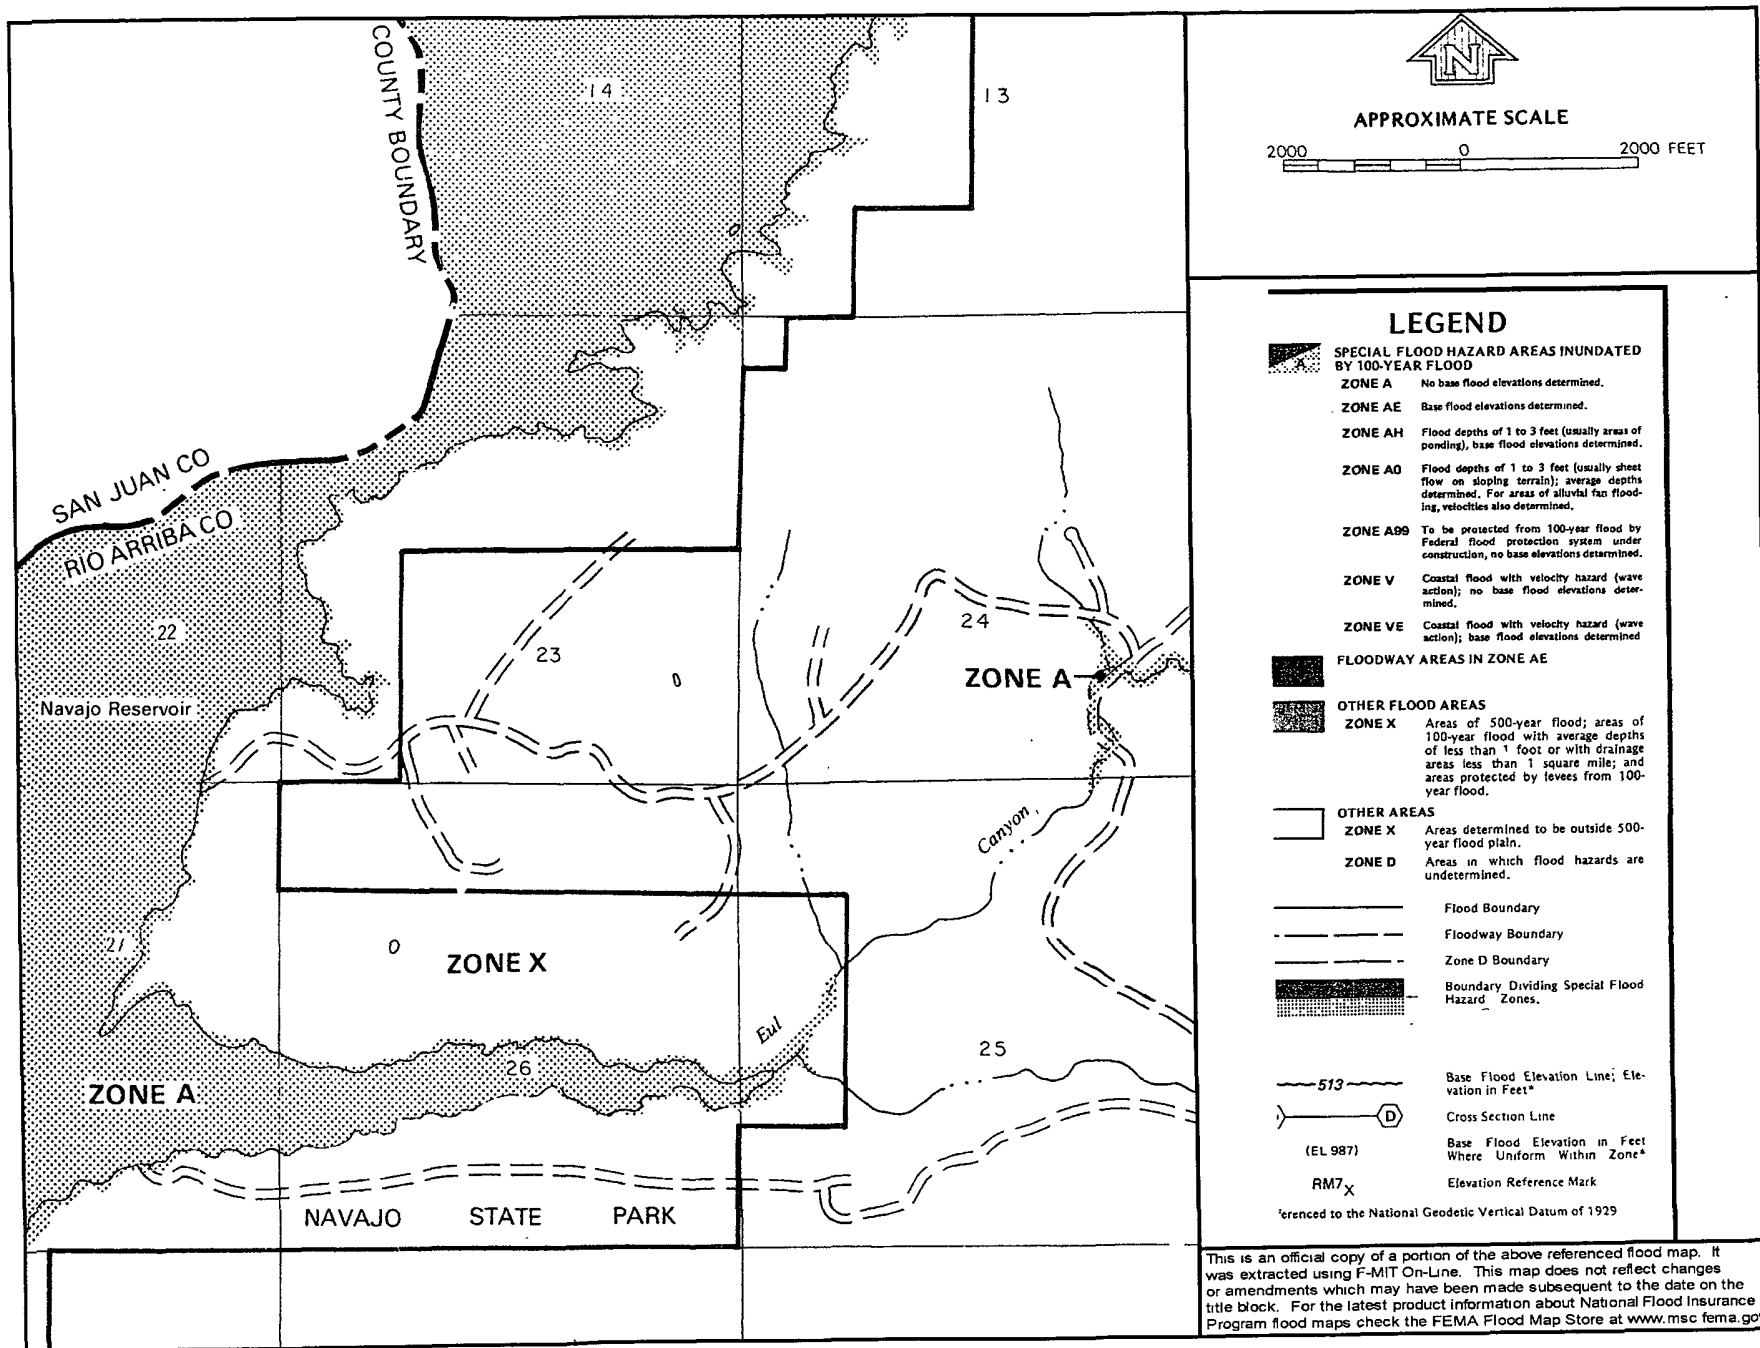 COUNTY BOUNDARY
14
13
SAN JUAN CO
RIO ARRIBA CO
22
23
24
ZONE A
Navajo Reservoir
Canyon
21
0
0
ZONE X
Eul
25
26
ZONE A
NAVAJO STATE PARK
N
APPROXIMATE SCALE
2000 0 2000 FEET
LEGEND
A
SPECIAL FLOOD HAZARD AREAS INUNDATED
BY 100-YEAR FLOOD
ZONE A No base flood elevations determined.
ZONE AE Base flood elevations determined.
ZONE AH Flood depths of 1 to 3 feet (usually areas of
ponding), base flood elevations determined.
ZONE A0 Flood depths of 1 to 3 feet (usually sheet
flow on sloping terrain); average depths
determined. For areas of alluvial fan flood-
ing, velocities also determined.
ZONE A99 To be protected from 100-year flood by
Federal flood protection system under
construction, no base elevations determined.
ZONE V Coastal flood with velocity hazard (wave
action); no base flood elevations deter-
mined.
ZONE VE Coastal flood with velocity hazard (wave
action); base flood elevations determined
FLOODWAY AREAS IN ZONE AE
OTHER FLOOD AREAS
ZONE X Areas of 500-year flood; areas of
100-year flood with average depths
of less than 1 foot or with drainage
areas less than 1 square mile; and
areas protected by levees from 100-
year flood.
OTHER AREAS
ZONE X Areas determined to be outside 500-
year flood plain.
ZONE D Areas in which flood hazards are
undetermined.
Flood Boundary
Floodway Boundary
Zone D Boundary
Boundary Dividing Special Flood
Hazard Zones.
513 Base Flood Elevation Line; Ele-
vation in Feet*
D Cross Section Line
(EL 987) Base Flood Elevation in Feet
Where Uniform Within Zone*
RM7X Elevation Reference Mark
*erenced to the National Geodetic Vertical Datum of 1929
This is an official copy of a portion of the above referenced flood map. It
was extracted using F-MIT On-Line. This map does not reflect changes
or amendments which may have been made subsequent to the date on the
title block. For the latest product information about National Flood Insurance
Program flood maps check the FEMA Flood Map Store at www.msc fema.go